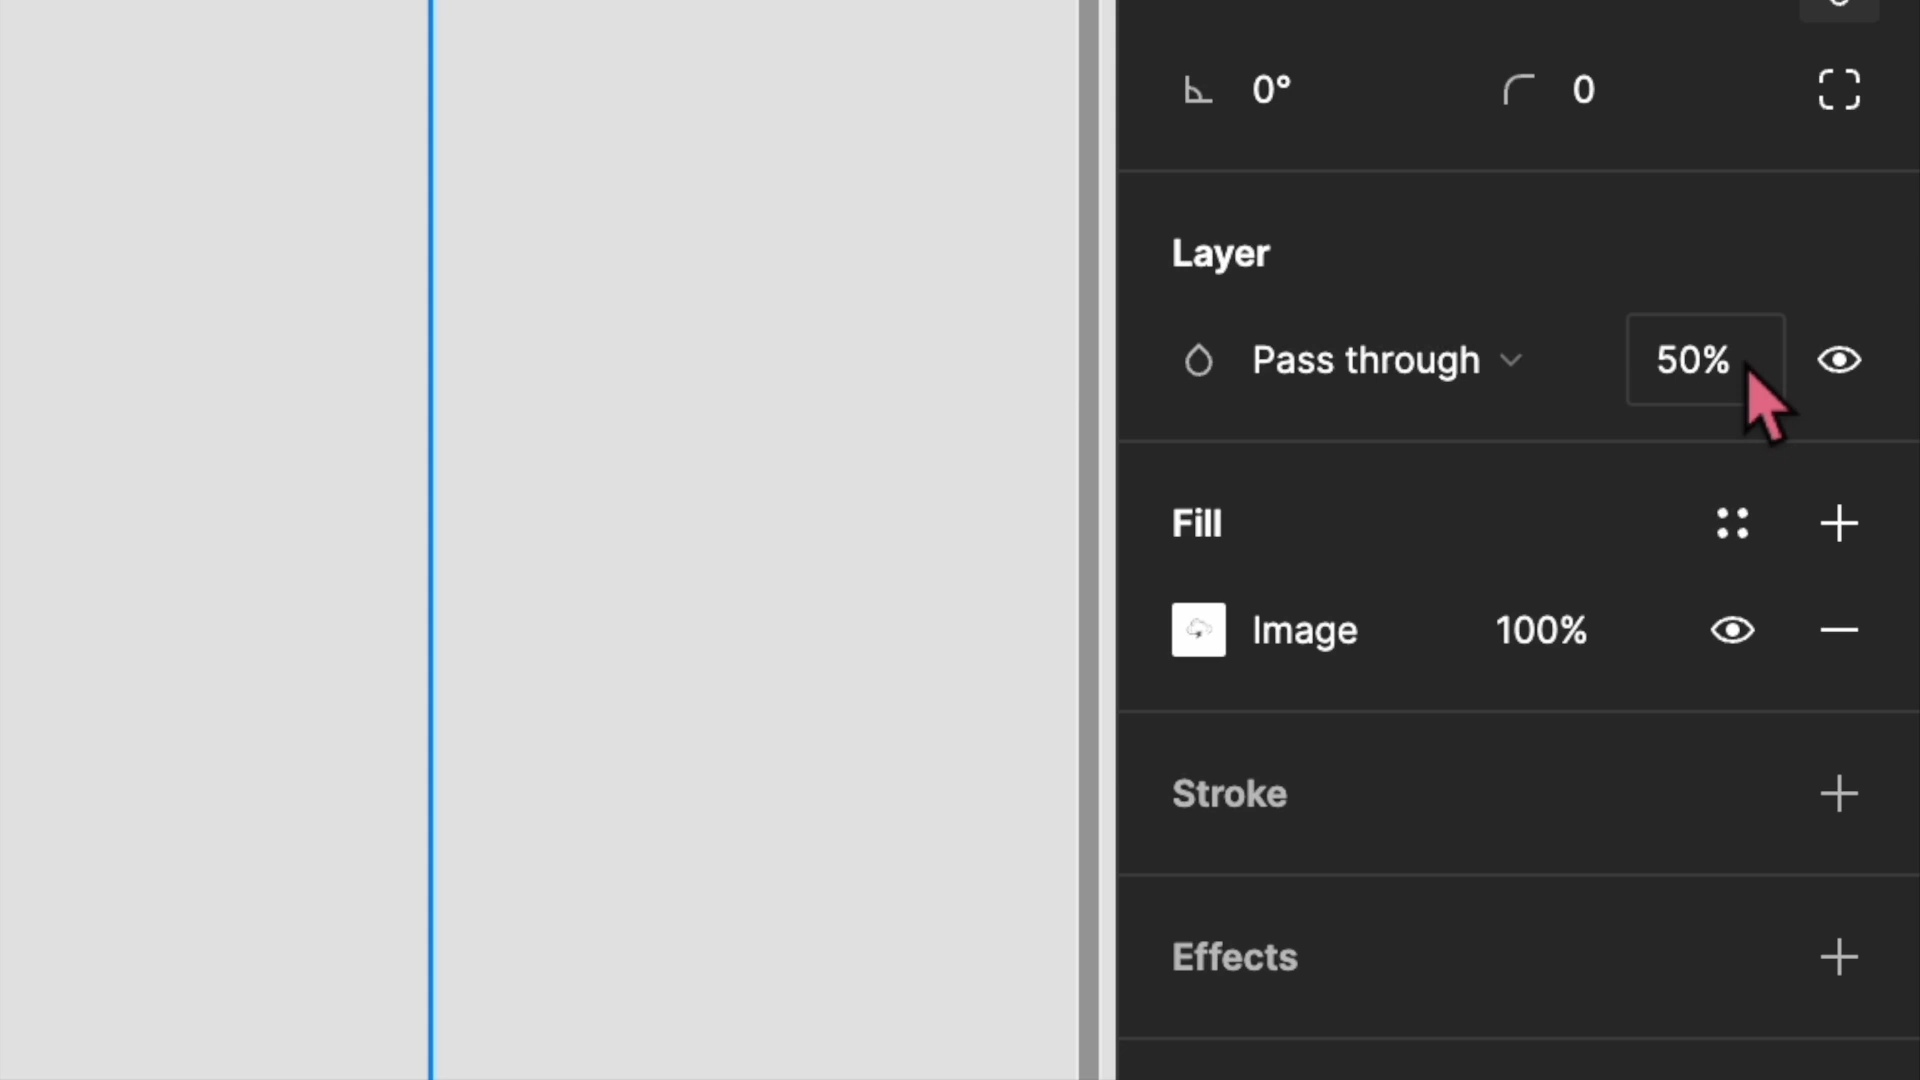 0° 0
Layer
Pass through 50%
Fill
Image 100%
Stroke
Effects